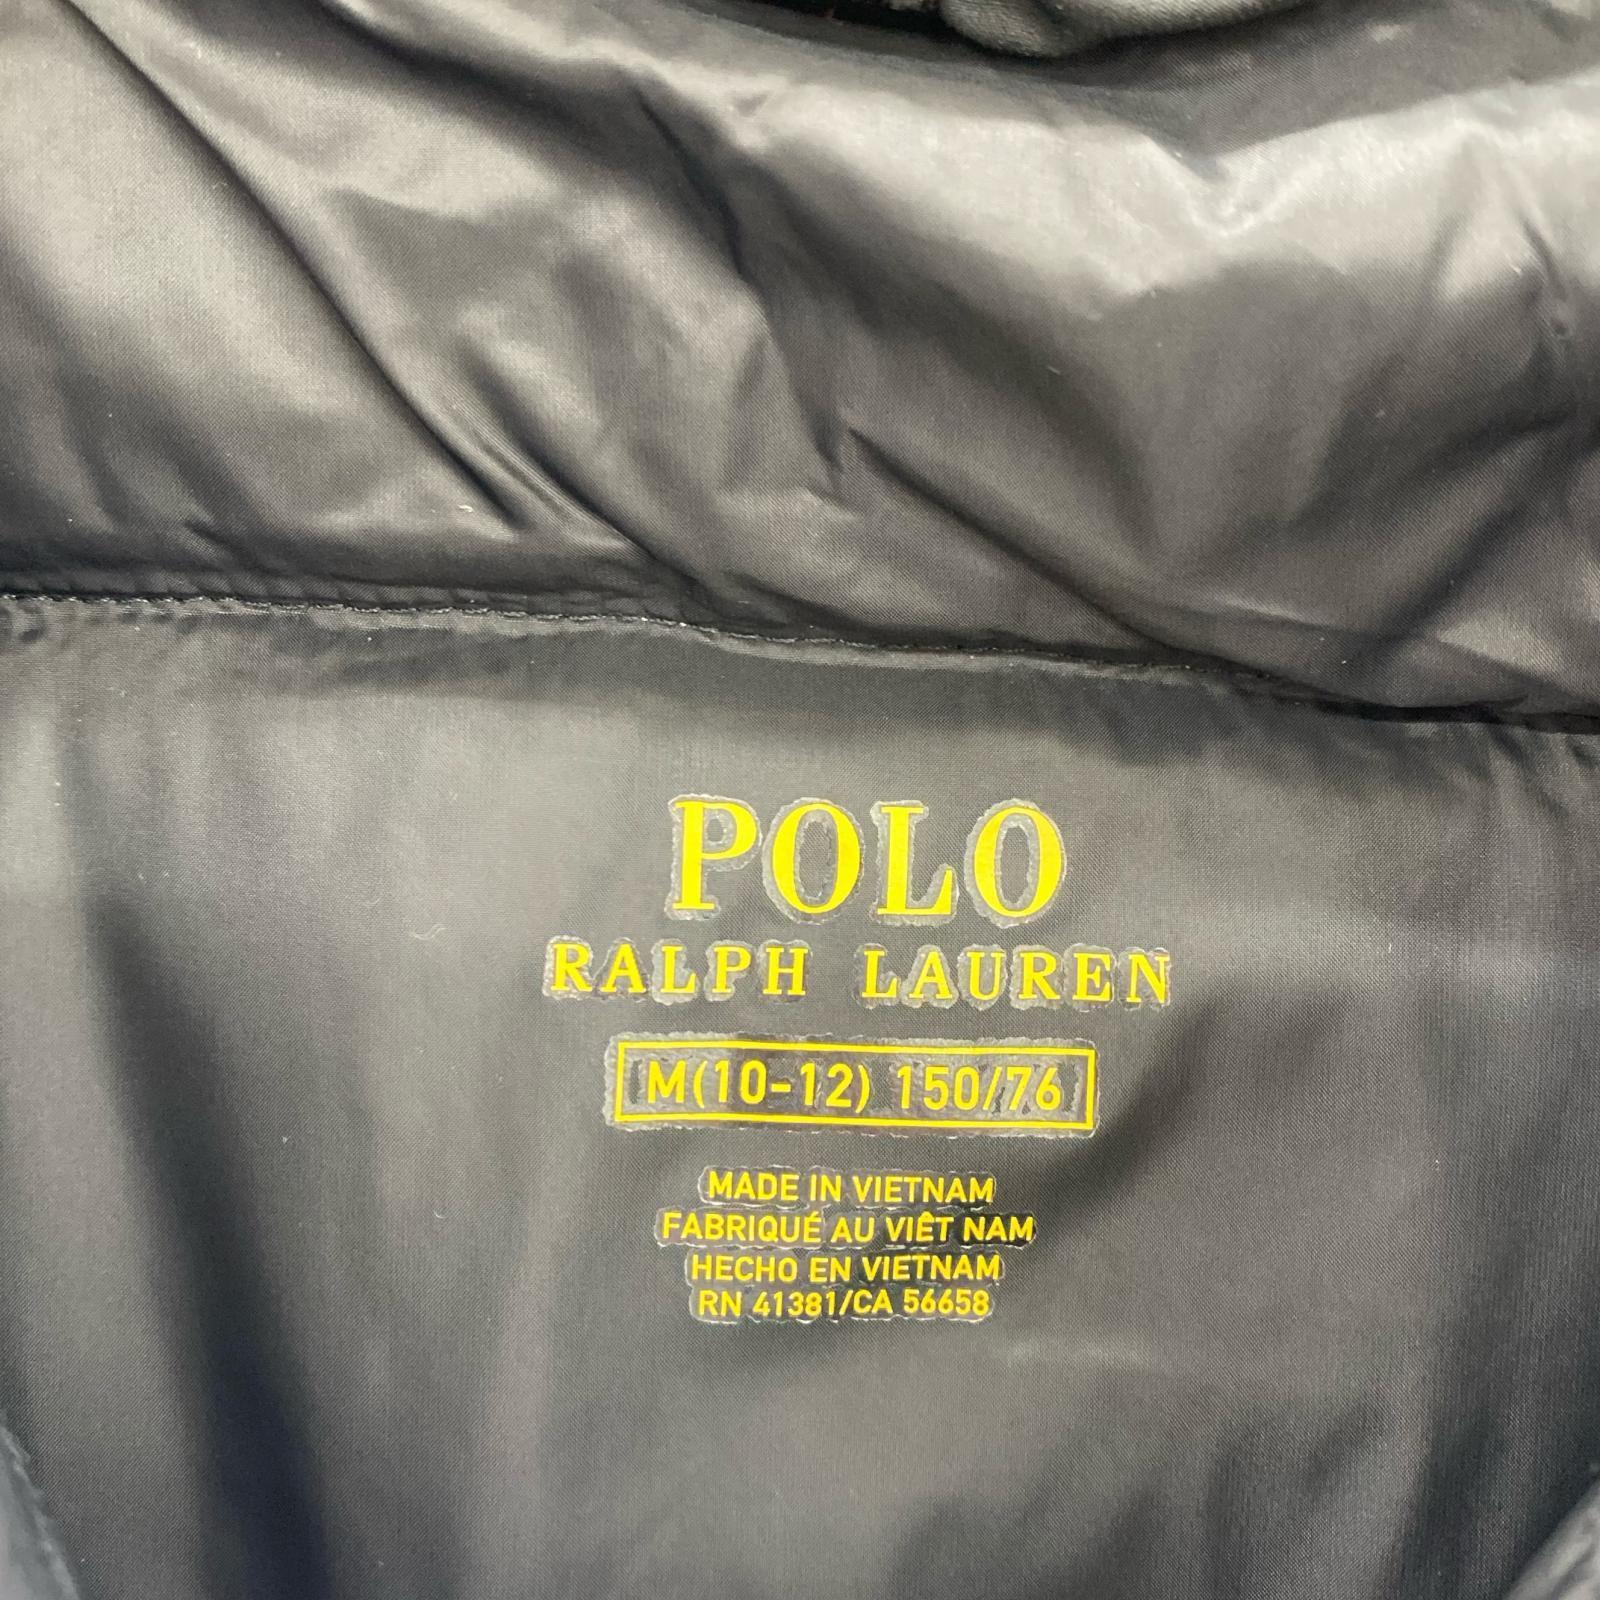 POLO
RALPH LAUREN
M(10-12) 150/76
MADE IN VIETNAM
FABRIQUÉ AU VIÊT NAM
HECHO EN VIETNAM
RN 41381/CA 56658